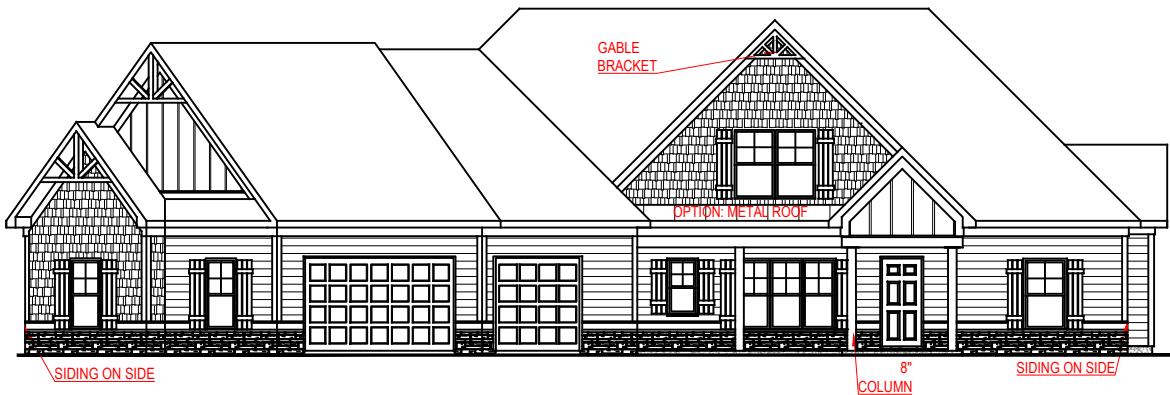 GABLE
BRACKET
OPTION: METAL ROOF
SIDING ON SIDE
8"
COLUMN
SIDING ON SIDE